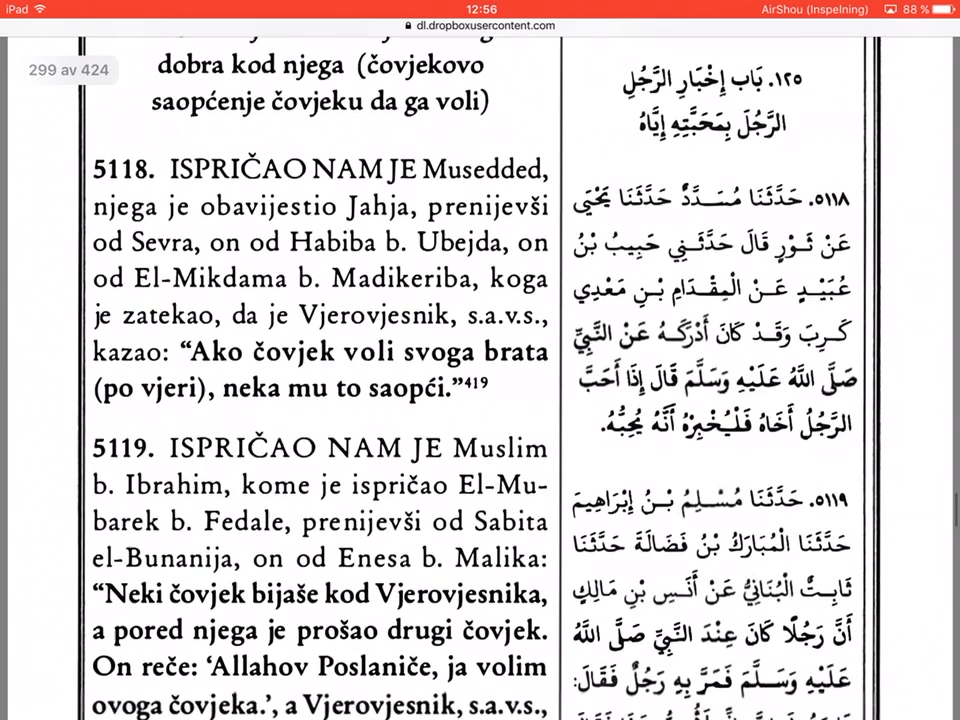 iPad
12:56
AirShou (Inspelning)
88 %
dl.dropboxusercontent.com
299 av 424
dobra kod njega (čovjekovo
saopćenje čovjeku da ga voli)
5118. ISPRIČAO NAM JE Musedded,
njega je obavijestio Jahja, prenijevši
od Sevra, on od Habiba b. Ubejda, on
od El-Mikdama b. Madikeriba, koga
je zatekao, da je Vjerovjesnik, s.a.v.s.,
kazao: “Ako čovjek voli svoga brata
(po vjeri), neka mu to saopći.”419
5119. ISPRIČAO NAM JE Muslim
b. Ibrahim, kome je ispričao El-Mu-
barek b. Fedale, prenijevši od Sabita
el-Bunanija, on od Enesa b. Malika:
“Neki čovjek bijaše kod Vjerovjesnika,
a pored njega je prošao drugi čovjek.
On reče: ‘Allahov Poslaniče, ja volim
ovoga čovjeka.’, a Vjerovjesnik, s.a.v.s.,
١٢٥. بَاب إِخْبَارِ الرَّجُلِ
الرَّجُلَ بِمَحَبَّتِهِ إِيَّاهُ
٥١١٨. حَدَّثَنَا مُسَدَّدٌ حَدَّثَنَا يَحْيَى
عَنْ ثَوْرٍ قَالَ حَدَّثَنِي حَبِيبُ بْنُ
عُبَيْدٍ عَنْ الْمِقْدَامِ بْنِ مَعْدِي
كَرِبَ وَقَدْ كَانَ أَدْرَكَهُ عَنْ النَّبِيِّ
صَلَّى اللَّهُ عَلَيْهِ وَسَلَّمَ قَالَ إِذَا أَحَبَّ
الرَّجُلُ أَخَاهُ فَلْيُخْبِرْهُ أَنَّهُ يُحِبُّهُ.
٥١١٩. حَدَّثَنَا مُسْلِمُ بْنُ إِبْرَاهِيمَ
حَدَّثَنَا الْمُبَارَكُ بْنُ فَضَالَةَ حَدَّثَنَا
ثَابِتٌ الْبُنَانِيُّ عَنْ أَنَسِ بْنِ مَالِكٍ
أَنَّ رَجُلًا كَانَ عِنْدَ النَّبِيِّ صَلَّى اللَّهُ
عَلَيْهِ وَسَلَّمَ فَمَرَّ بِهِ رَجُلٌ فَقَالَ: